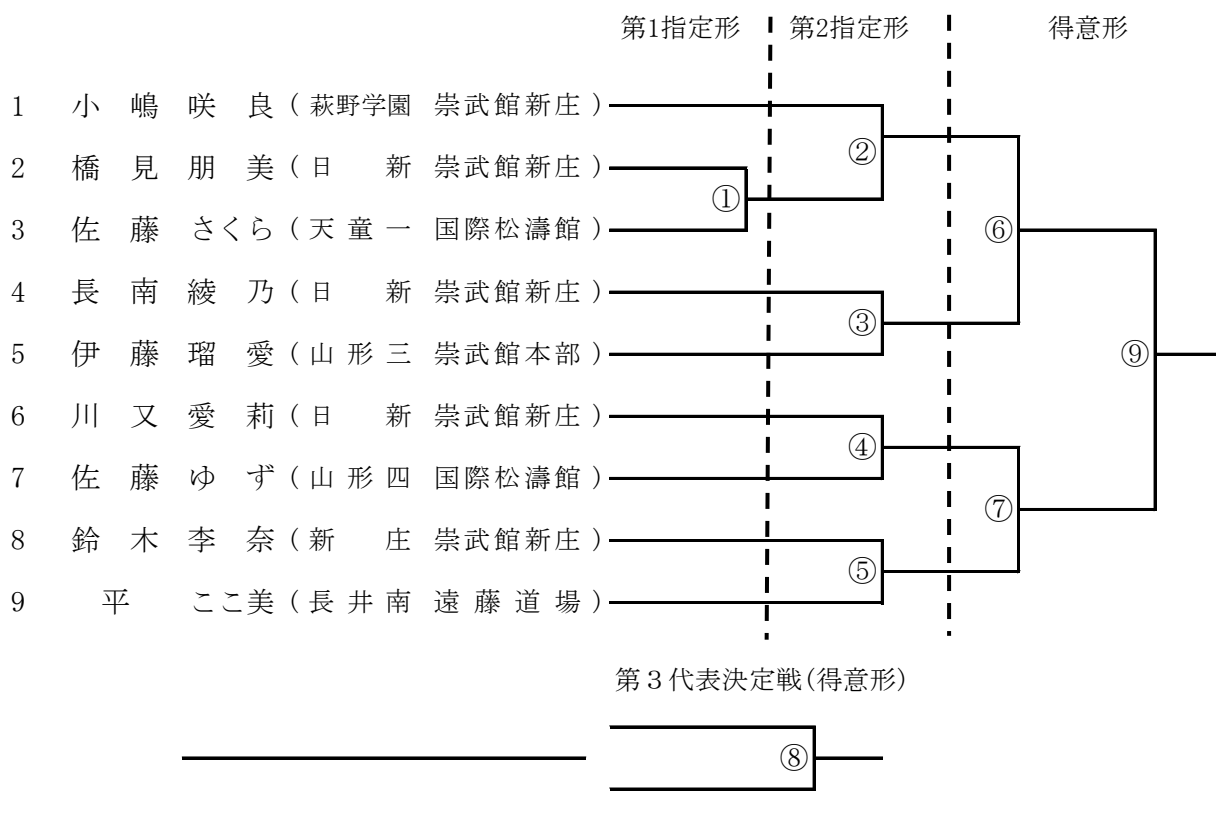 第1指定形 第2指定形 得意形
1 小嶋咲良(萩野学園 崇武館新庄)
②
2 橋見朋美(日新 崇武館新庄)
①
3 佐藤さくら(天童一 国際松濤館)
⑥
4 長南綾乃(日新 崇武館新庄)
③
5 伊藤瑠愛(山形三 崇武館本部)
⑨
6 川又愛莉(日新 崇武館新庄)
④
7 佐藤ゆず(山形四 国際松濤館)
⑦
8 鈴木李奈(新庄 崇武館新庄)
⑤
9 平ここ美(長井南 遠藤道場)
第3代表決定戦(得意形)
⑧